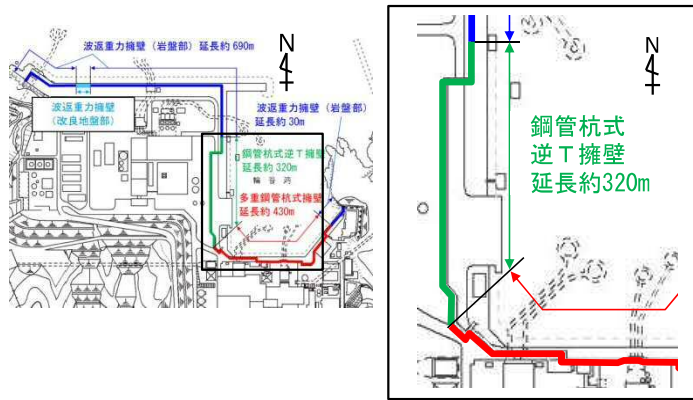 波返重力擁壁（岩盤部）延長約690m
N
波返重力擁壁
（改良地盤部）
波返重力擁壁（岩盤部）
延長約30m
鋼管杭式逆T擁壁
延長約320m
輪谷湾
多重鋼管杭式擁壁
延長約430m
N
鋼管杭式
逆T擁壁
延長約320m